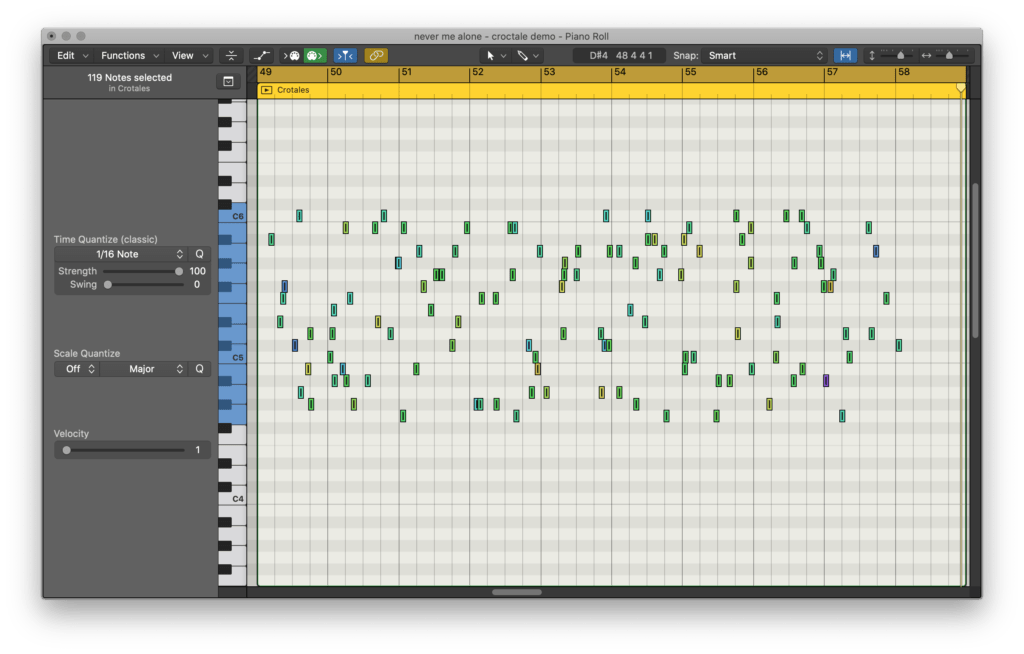 never me alone - croctale demo - Piano Roll
Edit Functions View D#4 48 4 4 1 Snap: Smart
119 Notes selected
in Crotales
49 50 51 52 53 54 55 56 57 58
Crotales
C6
Time Quantize (classic)
1/16 Note Q
Strength 100
Swing 0
Scale Quantize
C5
Off Major Q
Velocity
1
C4